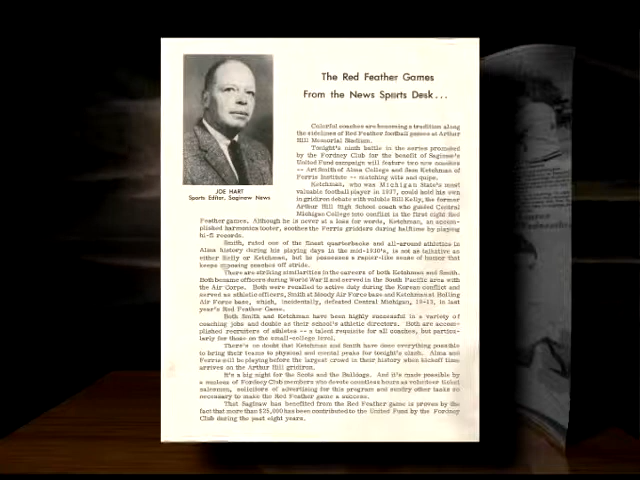 The Red Feather Games
From the News Sports Desk...
JOE HART
Sports Editor, Saginaw News
Colorful coaches are becoming a tradition along
the sidelines of Red Feather football games at Arthur
Hill Memorial Stadium.
Tonight's ninth battle in the series promoted
by the Fordney Club for the benefit of Saginaw's
United Fund campaign will feature two new coaches
-- Art Smith of Alma College and Sam Ketchman of
Ferris Institute -- matching wits and quips.
Ketchman, who was Michigan State's most
valuable football player in 1937, could hold his own
in gridiron debate with voluble Bill Kelly, the former
Arthur Hill High School coach who guided Central
Michigan College into conflict in the first eight Red
Feather games. Although he is never at a loss for words, Ketchman, an accom-
plished harmonica tooter, soothes the Ferris gridders during halftime by playing
hi-fi records.
Smith, ruled one of the finest quarterbacks and all-around athletics in
Alma history during his playing days in the mid-1930's, is not as talkative as
either Kelly or Ketchman, but he possesses a razor-like sense of humor that
keeps opposing coaches off stride.
There are striking similarities in the careers of both Ketchman and Smith.
Both became officers during World War II and served in the South Pacific area with
the Air Corps. Both were recalled to active duty during the Korean conflict and
served as athletic officers, Smith at Moody Air Force base and Ketchman at Bolling
Air Force base, which, incidentally, defeated Central Michigan, 19-13, in last
year's Red Feather Game.
Both Smith and Ketchman have been highly successful in a variety of
coaching jobs and double as their school's athletic directors. Both are accom-
plished recruiters of athletes -- a talent requisite for all coaches, but particu-
larly for those on the small-college level.
There's no doubt that Ketchman and Smith have done everything possible
to bring their teams to physical and mental peaks for tonight's clash. Alma and
Ferris will be playing before the largest crowd in their history when kickoff time
arrives on the Arthur Hill gridiron.
It's a big night for the Scots and the Bulldogs. And it's made possible by
a nucleus of Fordney Club members who devote countless hours as volunteer ticket
salesmen, solicitors of advertising for this program and sundry other tasks so
necessary to make the Red Feather game a success.
That Saginaw has benefited from the Red Feather game is proven by the
fact that more than $25,000 has been contributed to the United Fund by the Fordney
Club during the past eight years.